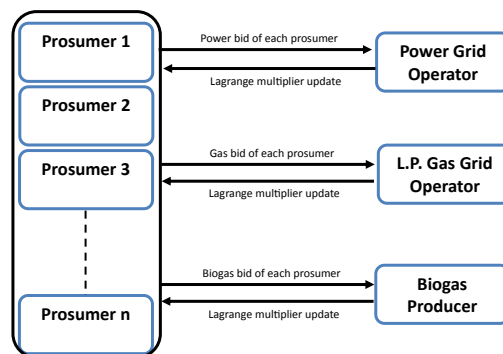 Prosumer 1
Power bid of each prosumer
Lagrange multiplier update
Power Grid
Operator
Prosumer 2
Prosumer 3
Gas bid of each prosumer
Lagrange multiplier update
L.P. Gas Grid
Operator
Biogas bid of each prosumer
Lagrange multiplier update
Biogas
Producer
Prosumer n